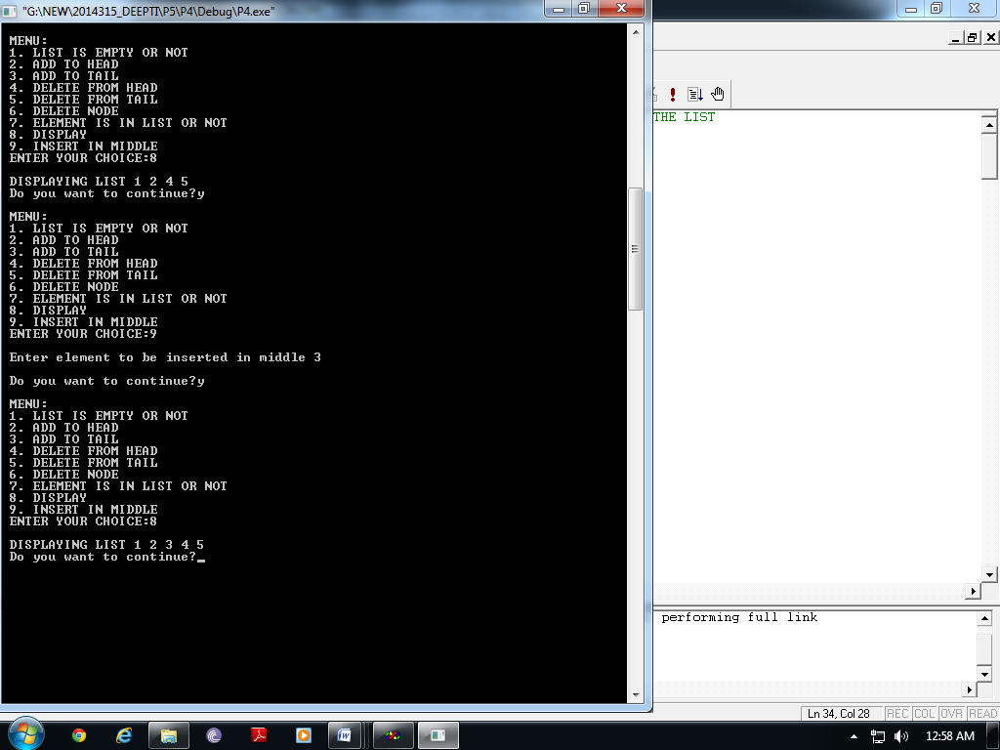 "G:\NEW\2014315_DEEPTI\P5\P4\Debug\P4.exe"
MENU:
1. LIST IS EMPTY OR NOT
2. ADD TO HEAD
3. ADD TO TAIL
4. DELETE FROM HEAD
5. DELETE FROM TAIL
6. DELETE NODE
7. ELEMENT IS IN LIST OR NOT
8. DISPLAY
9. INSERT IN MIDDLE
ENTER YOUR CHOICE:8
DISPLAYING LIST 1 2 4 5
Do you want to continue?y
MENU:
1. LIST IS EMPTY OR NOT
2. ADD TO HEAD
3. ADD TO TAIL
4. DELETE FROM HEAD
5. DELETE FROM TAIL
6. DELETE NODE
7. ELEMENT IS IN LIST OR NOT
8. DISPLAY
9. INSERT IN MIDDLE
ENTER YOUR CHOICE:9
Enter element to be inserted in middle 3
Do you want to continue?y
MENU:
1. LIST IS EMPTY OR NOT
2. ADD TO HEAD
3. ADD TO TAIL
4. DELETE FROM HEAD
5. DELETE FROM TAIL
6. DELETE NODE
7. ELEMENT IS IN LIST OR NOT
8. DISPLAY
9. INSERT IN MIDDLE
ENTER YOUR CHOICE:8
DISPLAYING LIST 1 2 3 4 5
Do you want to continue?_
THE LIST
performing full link
Ln 34, Col 28 REC COL OVR READ
12:58 AM